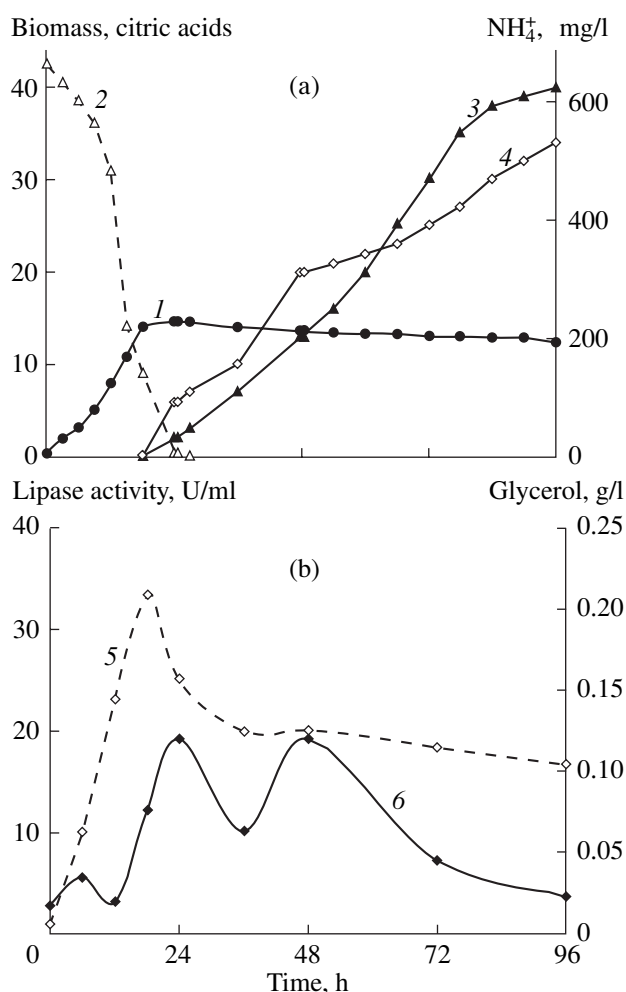 Biomass, citric acids NH₄⁺, mg/l
(a)
40 2 3 600
30 4
400
20
1
10 200
0 0
Lipase activity, U/ml Glycerol, g/l
40 0.25
(b)
30 5 0.20
0.15
20
6 0.10
10
0.05
0
0 24 48 72 96
Time, h